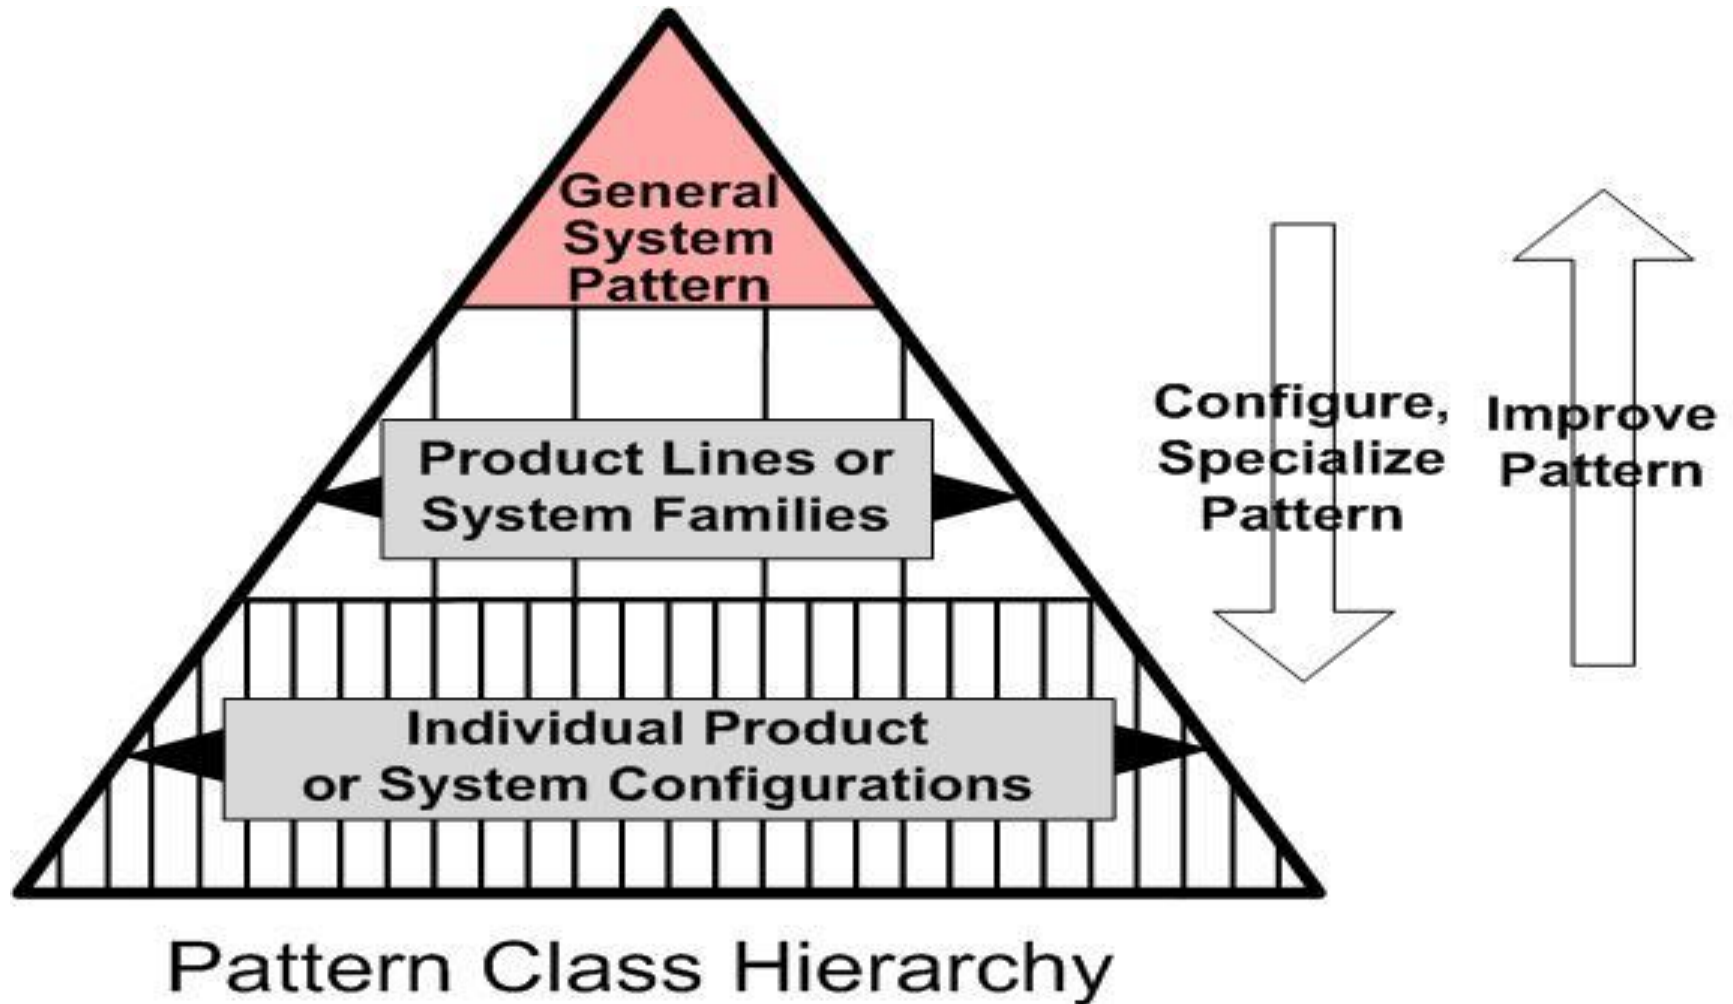 General
System
Pattern
Product Lines or
System Families
Individual Product
or System Configurations
Configure,
Specialize
Pattern
Improve
Pattern
Pattern Class Hierarchy